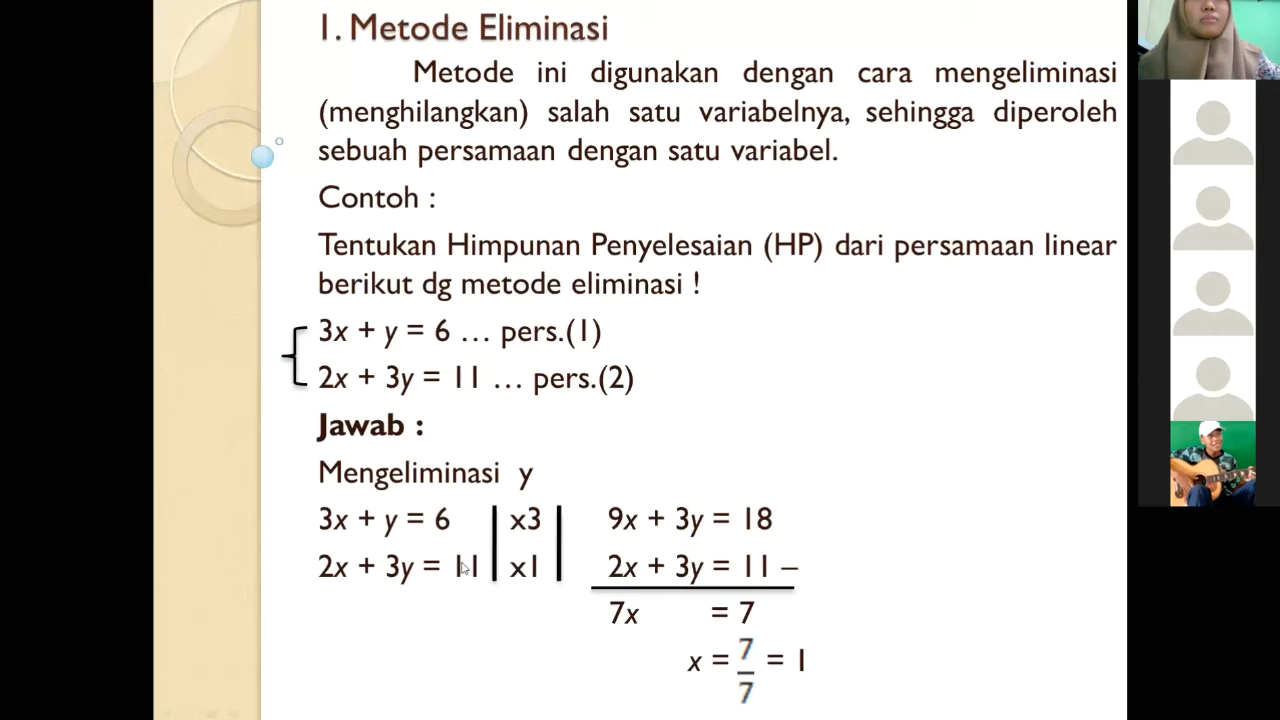 1. Metode Eliminasi
Metode ini digunakan dengan cara mengeliminasi
(menghilangkan) salah satu variabelnya, sehingga diperoleh
sebuah persamaan dengan satu variabel.
Contoh :
Tentukan Himpunan Penyelesaian (HP) dari persamaan linear
berikut dg metode eliminasi !
3x + y = 6 … pers.(1)
2x + 3y = 11 … pers.(2)
Jawab :
Mengeliminasi y
3x + y = 6 | x3 | 9x + 3y = 18
2x + 3y = 11 | x1 | 2x + 3y = 11 –
7x = 7
x = 7/7 = 1